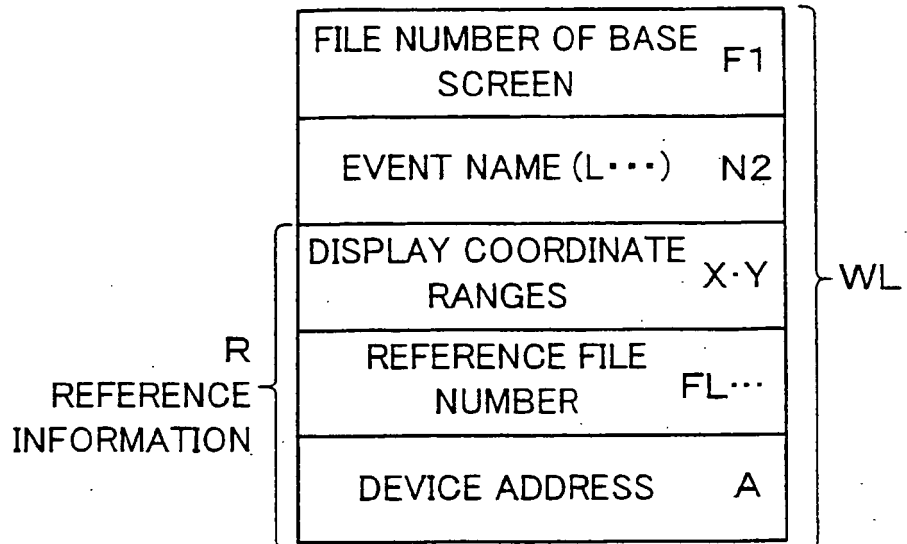 FILE NUMBER OF BASE F1
SCREEN
EVENT NAME (L···) N2
DISPLAY COORDINATE X·Y
RANGES
WL
REFERENCE FILE FL···
NUMBER
R
REFERENCE
INFORMATION
DEVICE ADDRESS A